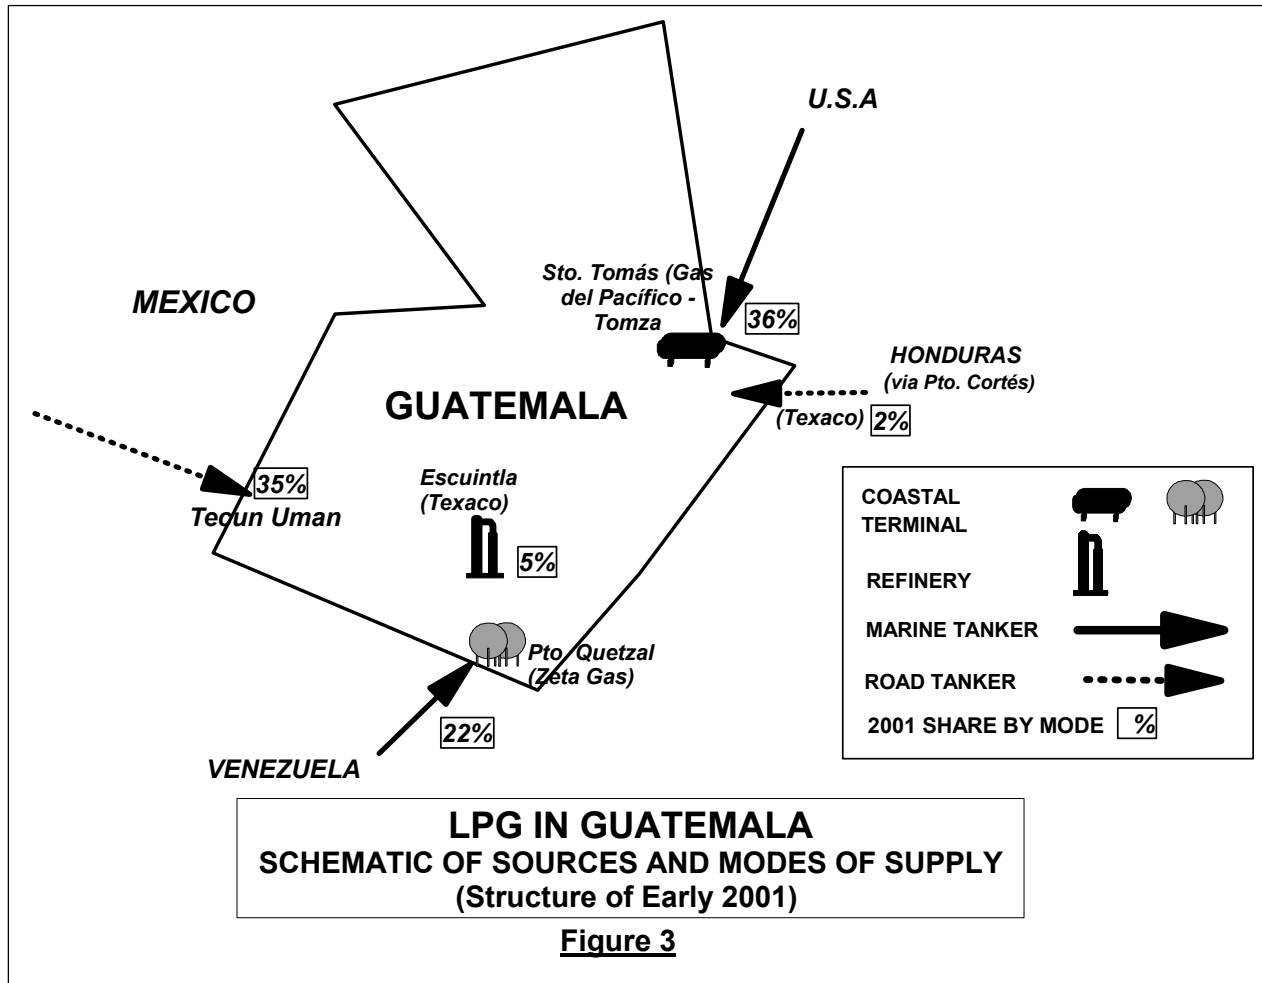 U.S.A
Sto. Tomás (Gas
del Pacífico -
Tomza
36%
MEXICO
HONDURAS
(via Pto. Cortés)
GUATEMALA
(Texaco) 2%
35%
Tecun Uman
Escuintla
(Texaco)
5%
Pto. Quetzal
(Zeta Gas)
22%
VENEZUELA
COASTAL
TERMINAL
REFINERY
MARINE TANKER
ROAD TANKER
2001 SHARE BY MODE %
LPG IN GUATEMALA
SCHEMATIC OF SOURCES AND MODES OF SUPPLY
(Structure of Early 2001)
Figure 3